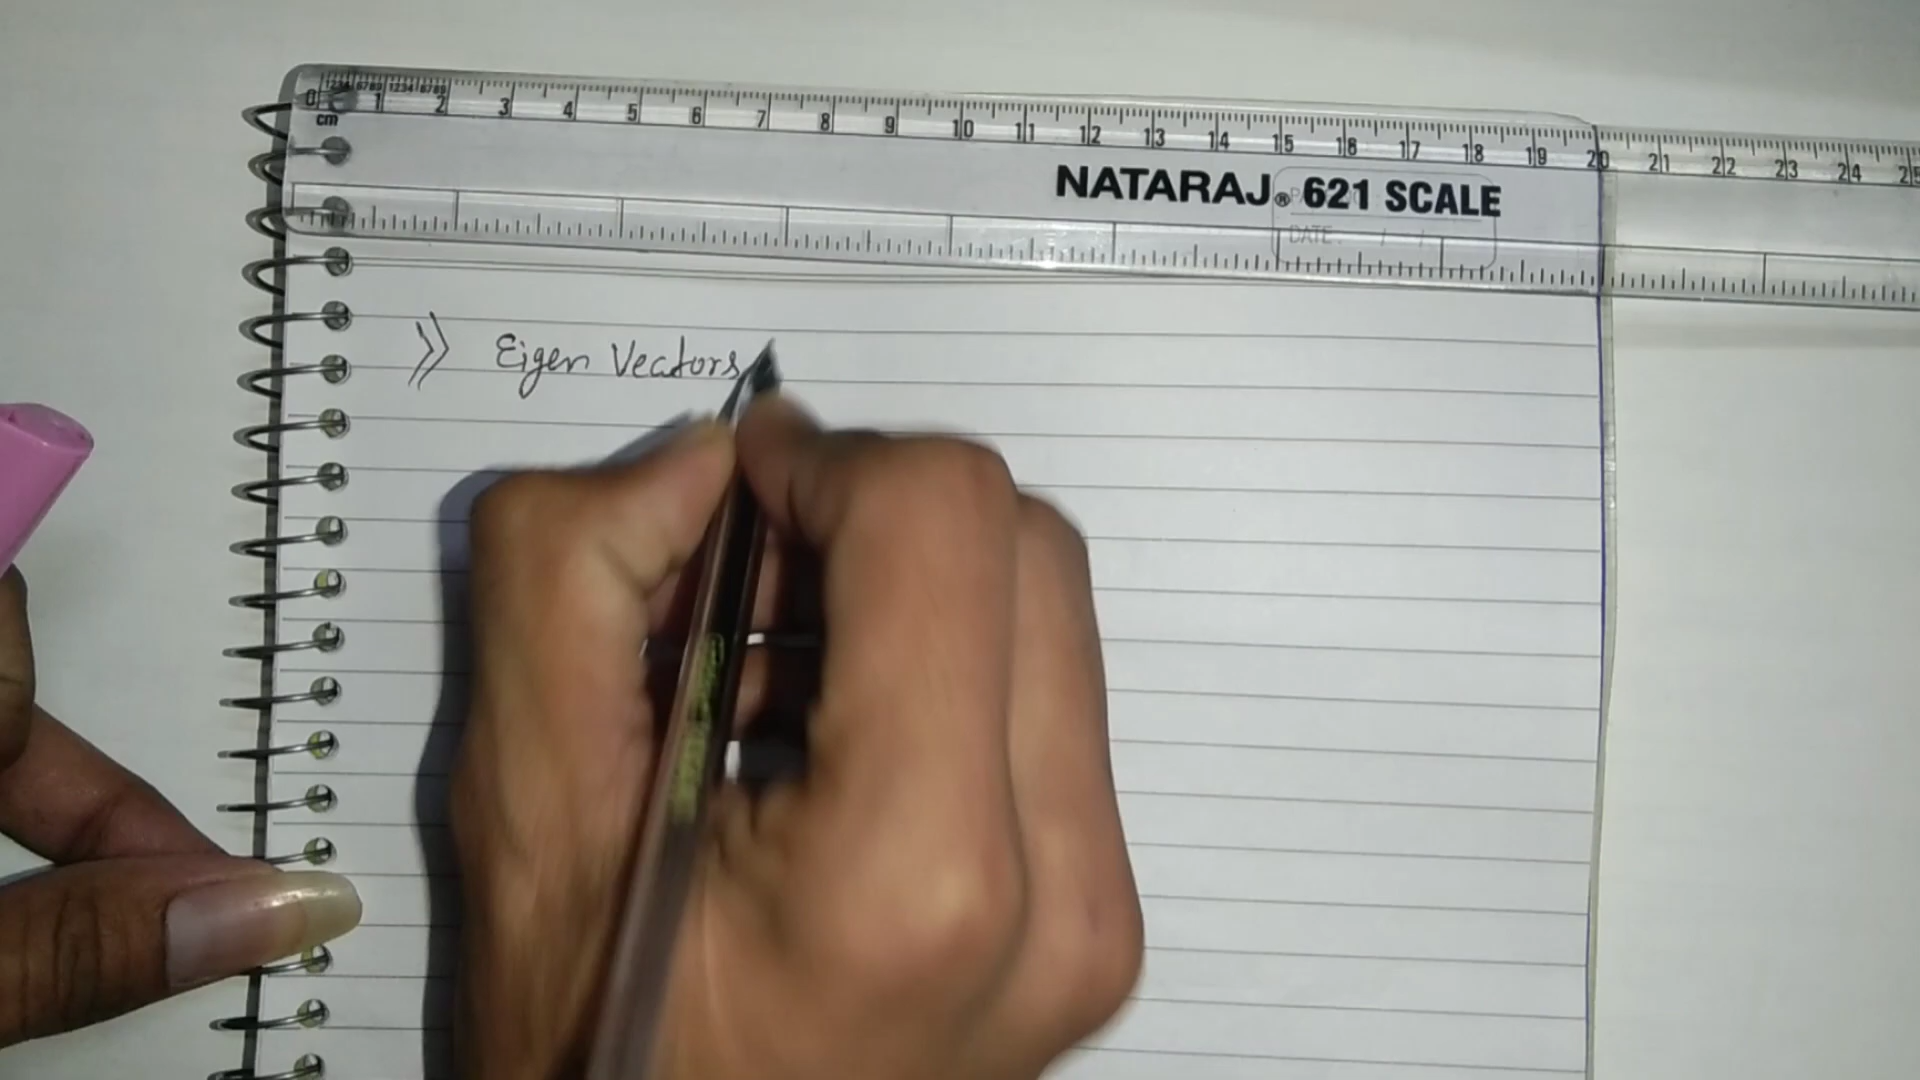 0 1 2 3 4 5 6 7 8 9 10 11 12 13 14 15 16 17 18 19 20 21 22 23 24 25
cm
NATARAJ® 621 SCALE
DATE : / /
» Eigen Vectors